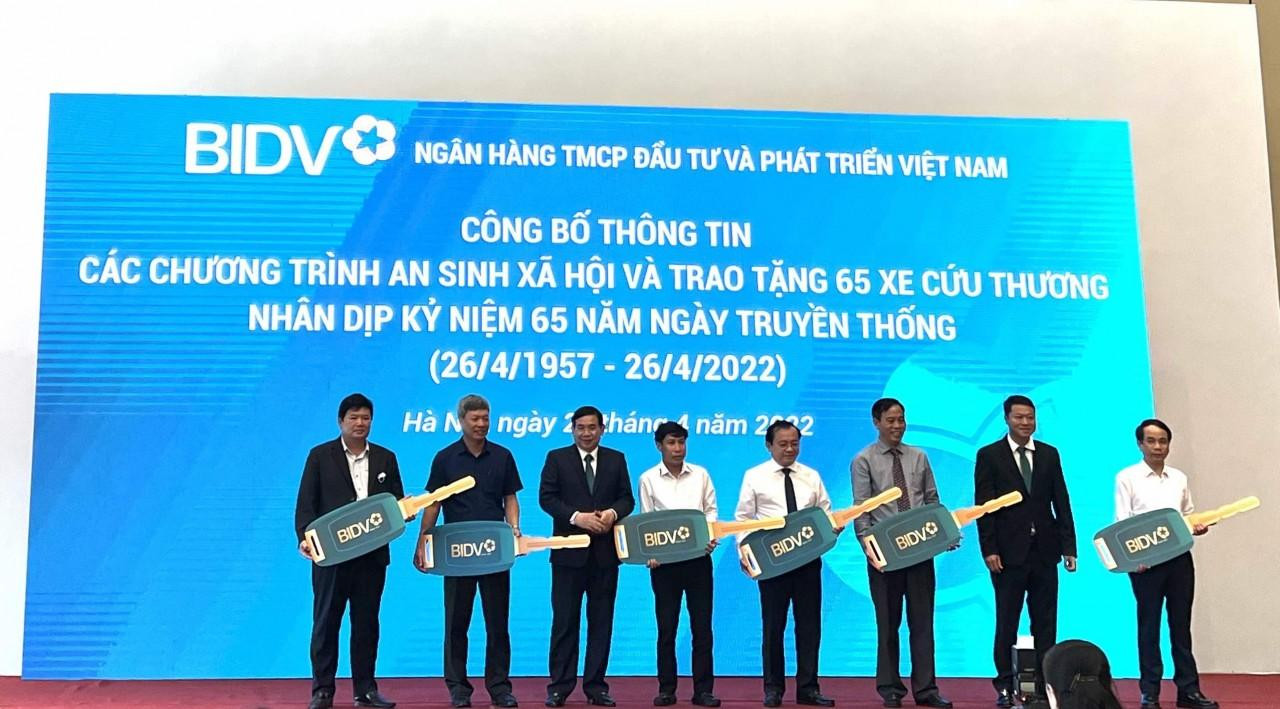 BIDV NGÂN HÀNG TMCP ĐẦU TƯ VÀ PHÁT TRIỂN VIỆT NAM
CÔNG BỐ THÔNG TIN
CÁC CHƯƠNG TRÌNH AN SINH XÃ HỘI VÀ TRAO TẶNG 65 XE CỨU THƯƠNG
NHÂN DỊP KỶ NIỆM 65 NĂM NGÀY TRUYỀN THỐNG
(26/4/1957 - 26/4/2022)
Hà ngày tháng 4 năm 2022
BIDV
BIDV
BIDV
BIDV
BIDV
BIDV